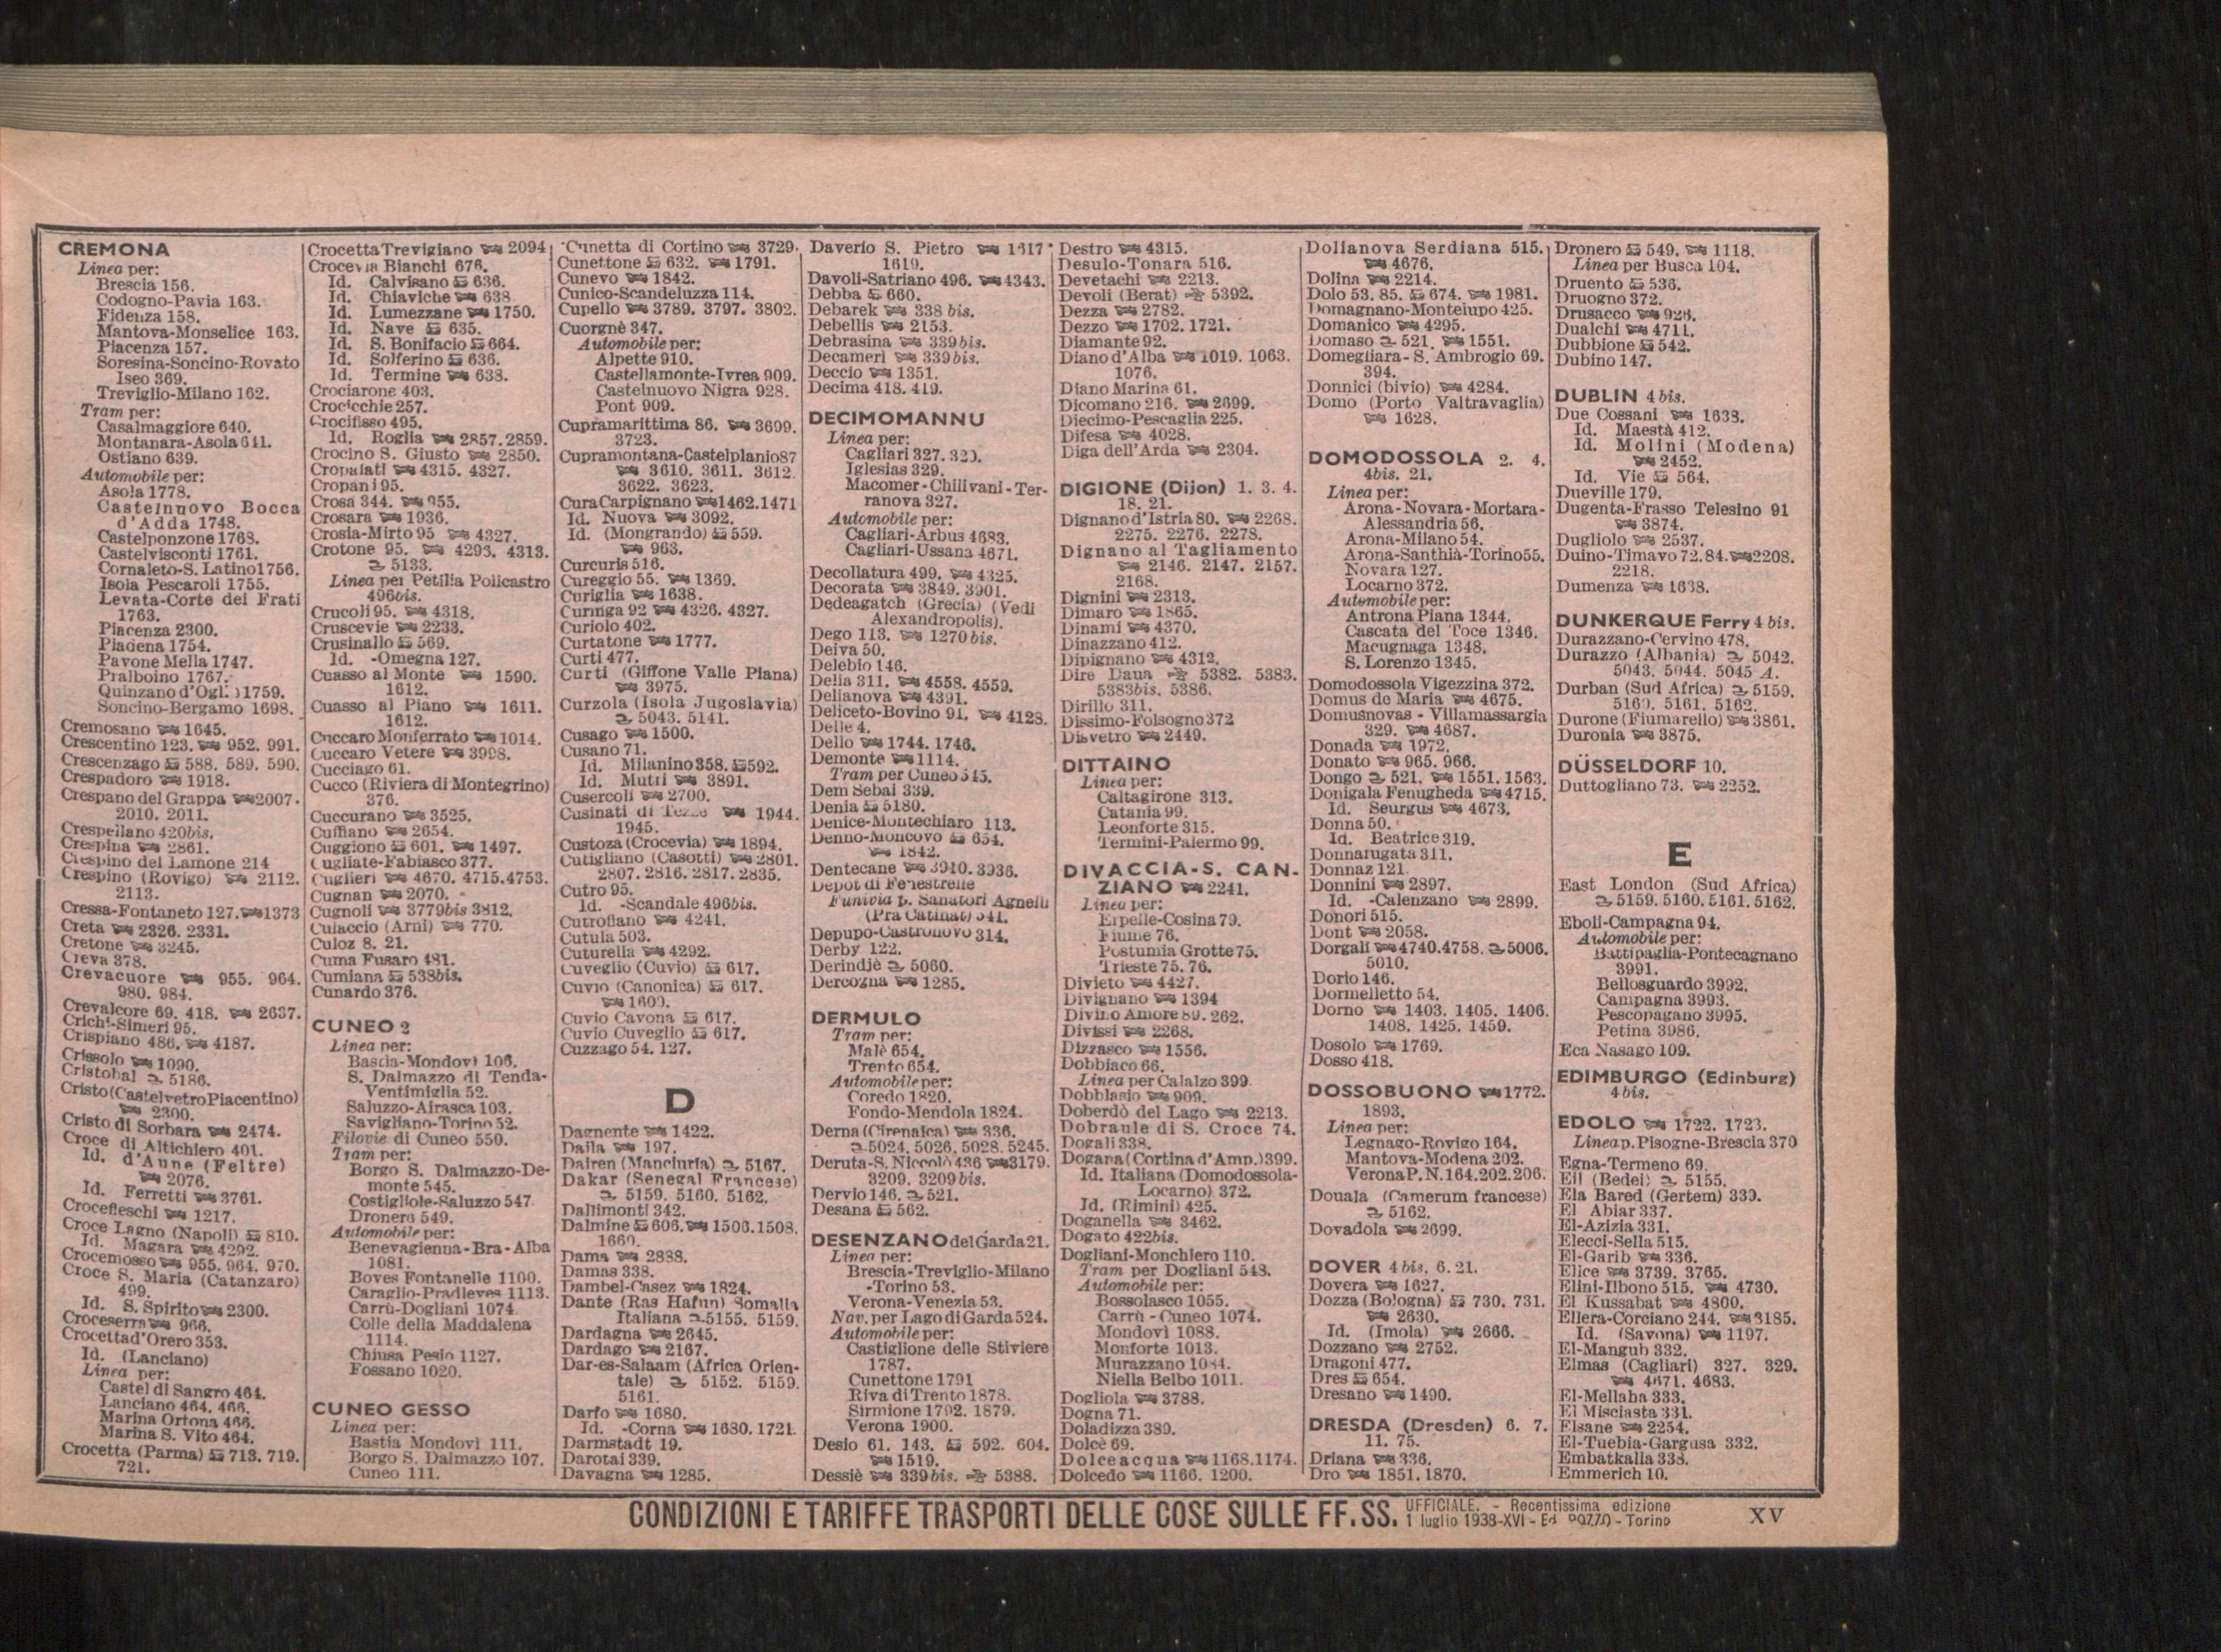 CREMONA
Linea per:
Brescia 156.
Codogno-Pavia 163.
Fidenza 158.
Mantova-Monselice 163.
Piacenza 157.
Soresina-Soncino-Rovato
Iseo 369.
Treviglio-Milano 162.
Tram per:
Casalmaggiore 640.
Montanara-Asola 641.
Ostiano 639.
Automobile per:
Asola 1778.
Castelnuovo Bocca
d'Adda 1748.
Castelponzone 1768.
Castelvisconti 1761.
Cornaleto-S. Latino 1756.
Isola Pescaroli 1755.
Levata-Corte dei Frati
1763.
Piacenza 2300.
Piadena 1754.
Pavone Mella 1747.
Pralboino 1767.
Quinzano d'Ogl. 1759.
Soncino-Bergamo 1698.
Cremosano 1645.
Crescentino 123. 952. 991.
Crescenzago 588. 589. 590.
Crespadoro 1918.
Crespano del Grappa 2007.
2010. 2011.
Crespellano 420bis.
Crespina 2861.
Crespino del Lamone 214
Crespino (Rovigo) 2112.
2113.
Cressa-Fontaneto 127. 1373
Creta 2326. 2331.
Cretone 3245.
Creva 378.
Crevacuore 955. 964.
980. 984.
Crevalcore 69. 418. 2637.
Crichi-Simeri 95.
Crispiano 486. 4187.
Crissolo 1090.
Cristobal 5186.
Cristo (Castelvetro Piacentino)
2300.
Cristo di Sorbara 2474.
Croce di Altichiero 401.
Id. d'Aune (Feltre)
2076.
Id. Ferretti 3761.
Crocefieschi 1217.
Croce Lagno (Napoli) 810.
Id. Magara 4292.
Crocemosso 955. 964. 970.
Croce S. Maria (Catanzaro)
499.
Id. S. Spirito 2300.
Croceserra 966.
Crocetta d'Orero 353.
Id. (Lanciano)
Linea per:
Castel di Sangro 464.
Lanciano 464. 466.
Marina Ortona 466.
Marina S. Vito 464.
Crocetta (Parma) 713. 719.
721.
Crocetta Trevigiano 2094
Crocevia Bianchi 676.
Id. Calvisano 636.
Id. Chiaviche 638
Id. Lumezzane 1750.
Id. Nave 635.
Id. S. Bonifacio 664.
Id. Solferino 636.
Id. Termine 638.
Crociarone 403.
Crocicchie 257.
Crocifisso 495.
Id. Roglia 2857. 2859.
Crocino S. Giusto 2850.
Cropalati 4315. 4327.
Cropani 95.
Crosa 344. 955.
Crosara 1936.
Crosia-Mirto 95 4327.
Crotone 95. 4295. 4313.
5133.
Linea per Petilia Policastro
496bis.
Crucoli 95. 4318.
Cruscevie 2233.
Crusinallo 569.
Id. -Omegna 127.
Cuasso al Monte 1590.
1612.
Cuasso al Piano 1611.
1612.
Cuccaro Monferrato 1014.
Cuccaro Vetere 3998.
Cucciago 61.
Cucco (Riviera di Montegrino)
376.
Cuccurano 3525.
Cuffiano 2654.
Cuggiono 601. 1497.
Cugliate-Fabiasco 377.
Cuglieri 4670. 4715. 4753.
Cugnan 2070.
Cugnoli 3779bis 3812.
Culaccio (Arni) 770.
Culoz 8. 21.
Cuma Fusaro 481.
Cumiana 538bis.
Cunardo 376.
CUNEO 2
Linea per:
Bastia-Mondovì 106.
S. Dalmazzo di Tenda-
Ventimiglia 52.
Saluzzo-Airasca 103.
Savigliano-Torino 52.
Filovie di Cuneo 550.
Tram per:
Borgo S. Dalmazzo-De-
monte 545.
Costigliole-Saluzzo 547
Dronero 549.
Automobile per:
Benevagienna-Bra-Alba
1081.
Boves Fontanelle 1100.
Caraglio-Pradleves 1113.
Carrù-Dogliani 1074
Colle della Maddalena
1114.
Chiusa Pesio 1127.
Fossano 1020.
CUNEO GESSO
Linea per:
Bastia Mondovì 111.
Borgo S. Dalmazzo 107.
Cuneo 111.
Cunetta di Cortino 3729.
Cunettone 632. 1791.
Cunevo 1842.
Cunico-Scandeluzza 114.
Cupello 3789. 3797. 3802.
Cuorgnè 347.
Automobile per:
Alpette 910.
Castellamonte-Ivrea 909.
Castelnuovo Nigra 928.
Pont 909.
Cupramarittima 86. 3699.
3723.
Cupramontana-Castelplanio 87
3610. 3611. 3612.
3622. 3623.
Cura Carpignano 1462. 1471
Id. Nuova 3092.
Id. (Mongrando) 559.
963.
Curcuris 516.
Cureggio 55. 1369.
Curiglia 1638.
Curinga 92 4326. 4327.
Curiolo 402.
Curtatone 1777.
Curti 477.
Curti (Giffone Valle Piana)
3975.
Curzola (Isola Jugoslavia)
5043. 5141.
Cusago 1500.
Cusano 71.
Id. Milanino 358. 592.
Id. Mutri 3891.
Cusercoli 2700.
Cusinati di Tezze 1944.
1945.
Custoza (Crocevia) 1894.
Cutigliano (Casotti) 2801.
2807. 2816. 2817. 2835.
Cutro 95.
Id. -Scandale 496bis.
Cutrofiano 4241.
Cutula 503.
Cuturella 4292.
Cuveglio (Cuvio) 617.
Cuvio (Canonica) 617.
1600.
Cuvio Cavona 617.
Cuvio Cuveglio 617.
Cuzzago 54. 127.
D
Dagnente 1422.
Daila 197.
Dairen (Manciuria) 5167.
Dakar (Senegal Francese)
5159. 5160. 5162.
Dallimonti 342.
Dalmine 606. 1506. 1508.
1660.
Dama 2888.
Damas 338.
Dambel-Casez 1824.
Dante (Ras Hafun) Somalia
Italiana 5155. 5159.
Dardagna 2645.
Dardago 2167.
Dar-es-Salaam (Africa Orien-
tale) 5152. 5159.
5161.
Darfo 1680.
Id. -Corna 1680. 1721.
Darmstadt 19.
Darotai 339.
Davagna 1285.
Daverio S. Pietro 1617
1619.
Davoli-Satriano 496. 4343.
Debba 660.
Debarek 338 bis.
Debellis 2153.
Debrasina 339bis.
Decameri 339bis.
Deccio 1351.
Decima 418. 419.
DECIMOMANNU
Linea per:
Cagliari 327. 329.
Iglesias 329.
Macomer-Chilivani-Ter-
ranova 327.
Automobile per:
Cagliari-Arbus 4683.
Cagliari-Ussana 4671.
Decollatura 499. 4325.
Decorata 3849. 3901.
Dedeagatch (Grecia) (Vedi
Alexandropolis).
Dego 113. 1270bis.
Deiva 50.
Delebio 146.
Delia 311. 4558. 4559.
Delianova 4391.
Deliceto-Bovino 91. 4128.
Delle 4.
Dello 1744. 1746.
Demonte 1114.
Tram per Cuneo 545.
Dem Sebai 339.
Denia 5180.
Denice-Montechiaro 113.
Denno-Moncovo 654.
1842.
Dentecane 3910. 3936.
Depot di Fenestrelle
Funivia p. Sanatori Agnelli
(Pra Catinat) 541.
Depupo-Castronovo 314.
Derby 122.
Derindjè 5060.
Dercogna 1285.
DERMULO
Tram per:
Malè 654.
Trento 654.
Automobile per:
Coredo 1820.
Fondo-Mendola 1824.
Derna (Cirenaica) 336.
5024. 5026. 5028. 5245.
Deruta-S. Niccolò 436 3179.
3209. 3209bis.
Dervio 146. 521.
Desana 562.
DESENZANO del Garda 21.
Linea per:
Brescia-Treviglio-Milano
-Torino 53.
Verona-Venezia 53.
Nav. per Lago di Garda 524.
Automobile per:
Castiglione delle Stiviere
1787.
Cunettone 1791
Riva di Trento 1878.
Sirmione 1792. 1879.
Verona 1900.
Desio 61. 143. 592. 604.
1519.
Dessiè 339bis. 5388.
Destro 4315.
Desulo-Tonara 516.
Devetachi 2213.
Devoli (Berat) 5392.
Dezza 2782.
Dezzo 1702. 1721.
Diamante 92.
Diano d'Alba 1019. 1063.
1076.
Diano Marina 61.
Dicomano 216. 2699.
Diecimo-Pescaglia 225.
Difesa 4028.
Diga dell'Arda 2304.
DIGIONE (Dijon) 1. 3. 4.
18. 21.
Dignano d'Istria 80. 2268.
2275. 2276. 2278.
Dignano al Tagliamento
2146. 2147. 2157.
2168.
Dignini 2313.
Dimaro 1865.
Dinami 4370.
Dinazzano 412.
Dipignano 4312.
Dire Daua 5382. 5383.
5383bis. 5386.
Dirillo 311.
Dissimo-Folsogno 372
Disvetro 2449.
DITTAINO
Linea per:
Caltagirone 313.
Catania 99.
Leonforte 315.
Termini-Palermo 99.
DIVACCIA-S. CAN-
ZIANO 2241.
Linea per:
Erpelle-Cosina 79.
Fiume 76.
Postumia Grotte 75.
Trieste 75. 76.
Divieto 4427.
Divignano 1394
Divino Amore 89. 262.
Divissi 2268.
Dizzasco 1556.
Dobbiaco 66.
Linea per Calalzo 399.
Dobblasio 909.
Doberdò del Lago 2213.
Dobraule di S. Croce 74.
Dogali 338.
Dogana (Cortina d'Amp.) 399.
Id. Italiana (Domodossola-
Locarno) 372.
Id. (Rimini) 425.
Doganella 3462.
Dogato 422bis.
Dogliani-Monchiero 110.
Tram per Dogliani 548.
Automobile per:
Bossolasco 1055.
Carrù-Cuneo 1074.
Mondovì 1088.
Monforte 1013.
Murazzano 1084.
Niella Belbo 1011.
Dogliola 3788.
Dogna 71.
Doladizza 389.
Dolcè 69.
Dolceacqua 1168. 1174.
Dolcedo 1166. 1200.
Dolianova Serdiana 515.
4676.
Dolina 2214.
Dolo 53. 85. 674. 1981.
Domagnano-Montelupo 425.
Domanico 4295.
Domaso 521. 1551.
Domegliara-S. Ambrogio 69.
394.
Donnici (bivio) 4284.
Domo (Porto Valtravaglia)
1628.
DOMODOSSOLA 2. 4.
4bis. 21.
Linea per:
Arona-Novara-Mortara-
Alessandria 56.
Arona-Milano 54.
Arona-Santhià-Torino 55.
Novara 127.
Locarno 372.
Automobile per:
Antrona Piana 1344.
Cascata del Toce 1346.
Macugnaga 1348.
S. Lorenzo 1345.
Domodossola Vigezzina 372.
Domus de Maria 4675.
Domusnovas - Villamassargia
329. 4687.
Donada 1972.
Donato 965. 966.
Dongo 521. 1551. 1563.
Donigala Fenugheda 4715.
Id. Seurgus 4673.
Donna 50.
Id. Beatrice 319.
Donnafugata 311.
Donnaz 121
Donnini 2897.
Id. -Calenzano 2899.
Donori 515.
Dont 2058.
Dorgali 4740. 4758. 5006.
5010.
Dorio 146.
Dormelletto 54.
Dorno 1403. 1405. 1406.
1408. 1425. 1459.
Dosolo 1769.
Dosso 418.
DOSSOBUONO 1772.
1893.
Linea per:
Legnago-Rovigo 164.
Mantova-Modena 202.
Verona P.N. 164. 202. 206.
Douala (Camerum francese)
5162.
Dovadola 2699.
DOVER 4bis. 6. 21.
Dovera 1627.
Dozza (Bologna) 730. 731.
2630.
Id. (Imola) 2666.
Dozzano 2752.
Dragoni 477.
Dres 654.
Dresano 1490.
DRESDA (Dresden) 6. 7.
11. 75.
Driana 336.
Dro 1851. 1870.
Dronero 549. 1118.
Linea per Busca 104.
Druento 536.
Druogno 372.
Drusacco 926.
Dualchi 4711.
Dubbione 542.
Dubino 147.
DUBLIN 4bis.
Due Cossani 1638.
Id. Maestà 412.
Id. Molini (Modena)
2452.
Id. Vie 564.
Dueville 179.
Dugenta-Frasso Telesino 91
3874.
Dugliolo 2537.
Duino-Timavo 72. 84. 2208.
2218.
Dumenza 1638.
DUNKERQUE Ferry 4bis.
Durazzano-Cervino 478.
Durazzo (Albania) 5042.
5043. 5044. 5045 A.
Durban (Sud Africa) 5159.
5160. 5161. 5162.
Durone (Fiumarello) 3861.
Duronia 3875.
DÜSSELDORF 10.
Duttogliano 73. 2252.
E
East London (Sud Africa)
5159. 5160. 5161. 5162.
Eboli-Campagna 94.
Automobile per:
Battipaglia-Pontecagnano
3991.
Bellosguardo 3992.
Campagna 3993.
Pescopagano 3995.
Petina 3986.
Eca Nasago 109.
EDIMBURGO (Edinburg)
4bis.
EDOLO 1722. 1723.
Linea p. Pisogne-Brescia 370
Egna-Termeno 69.
Eil (Bedei) 5155.
Ela Bared (Gertem) 339.
El Abiar 337.
El-Azizia 331.
Elecci-Sella 515.
El-Garib 336.
Elice 3739. 3765.
Elini-Ilbono 515. 4730.
El Kussabat 4800.
Ellera-Corciano 244. 3185.
Id. (Savona) 1197.
El-Mangub 332.
Elmas (Cagliari) 327. 329.
4671. 4683.
El-Mellaha 333.
El Misciasta 331.
Elsane 2254.
El-Tuebia-Gargusa 332.
Embatkalla 338.
Emmerich 10.
CONDIZIONI E TARIFFE TRASPORTI DELLE COSE SULLE FF. SS. UFFICIALE. - Recentissima edizione
1 luglio 1938-XVI - Ed. POZZO - Torino
XV